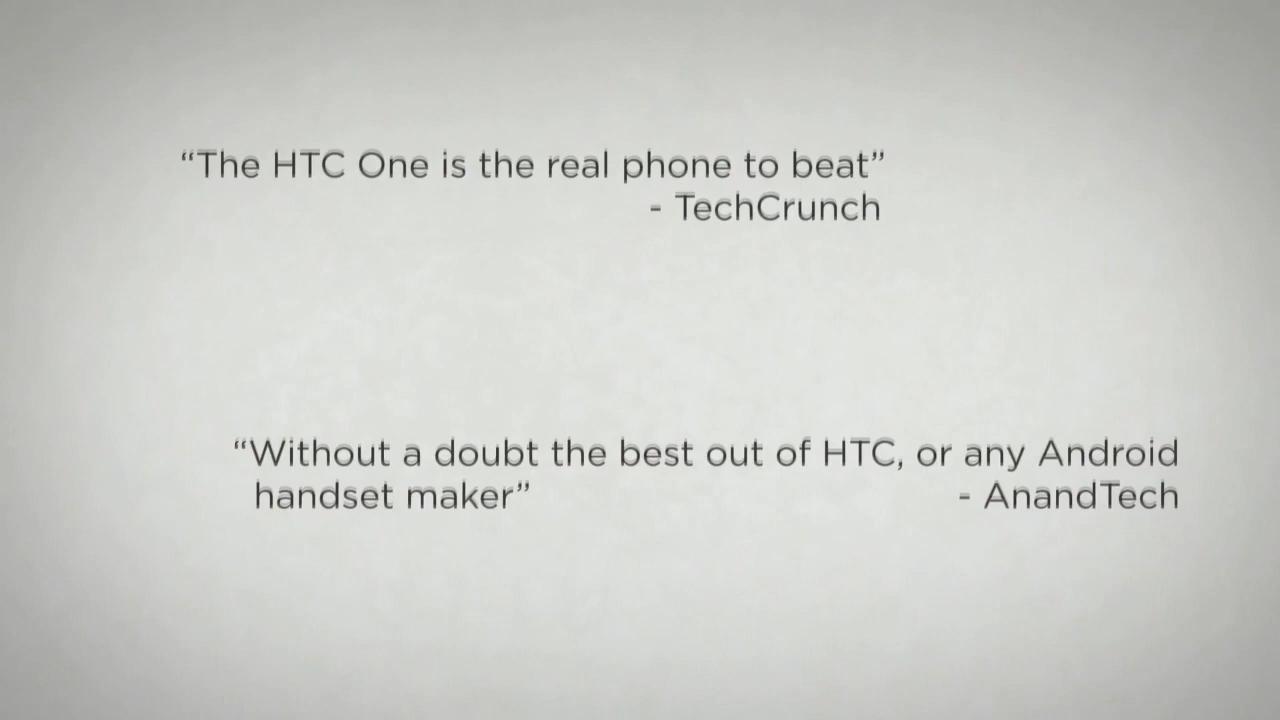 “The HTC One is the real phone to beat”
- TechCrunch
“Without a doubt the best out of HTC, or any Android
handset maker” - AnandTech